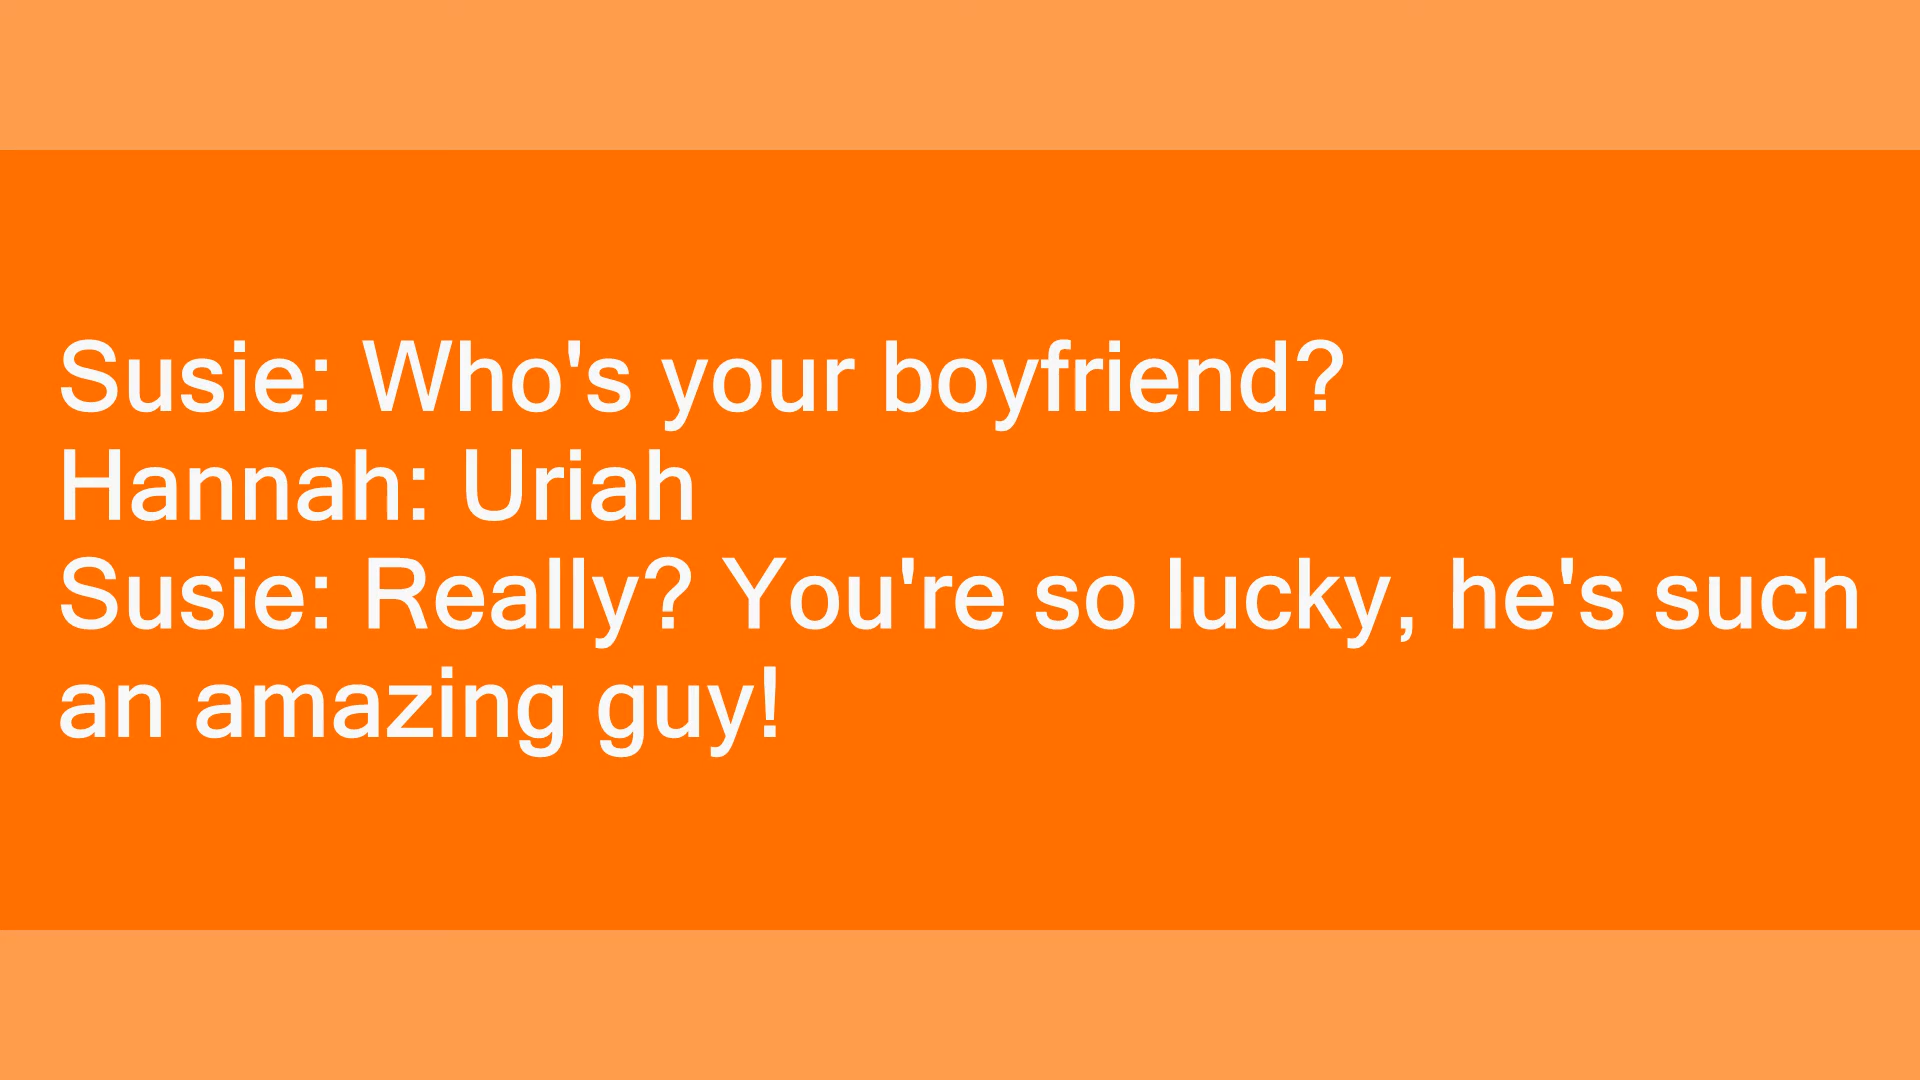 Susie: Who's your boyfriend?
Hannah: Uriah
Susie: Really? You're so lucky, he's such
an amazing guy!